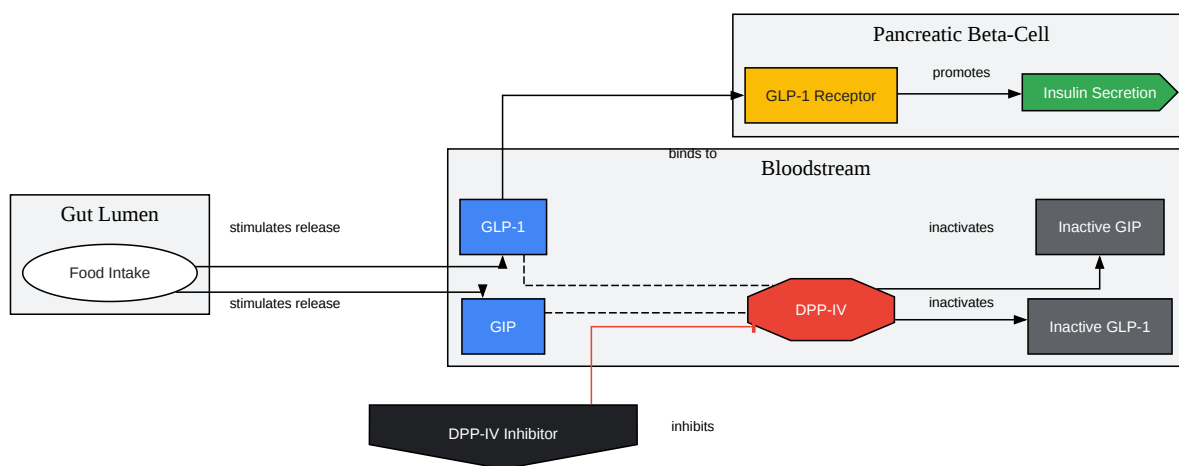 Pancreatic Beta-Cell
GLP-1 Receptor
promotes
Insulin Secretion
binds to
Bloodstream
Gut Lumen
Food Intake
stimulates release
stimulates release
GLP-1
GIP
DPP-IV
inactivates
inactivates
Inactive GIP
Inactive GLP-1
DPP-IV Inhibitor
inhibits